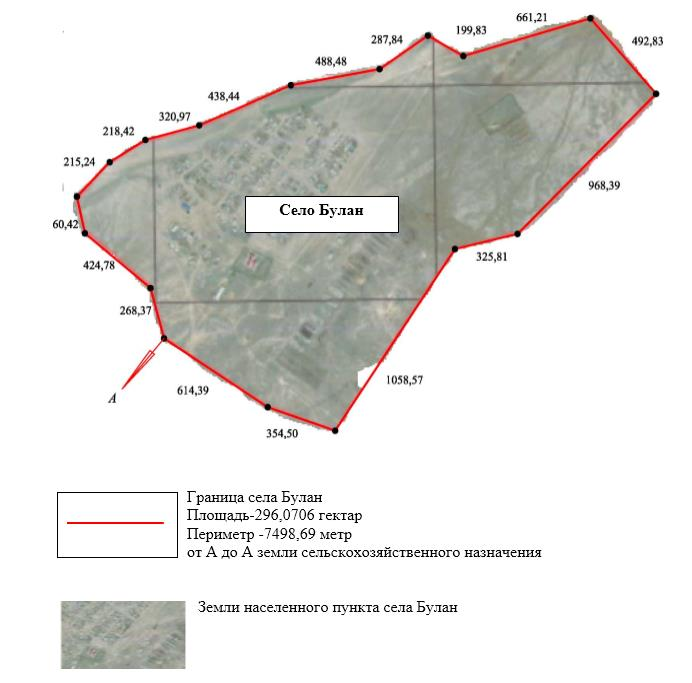 661,21
199,83
492,83
287,84
488,48
438,44
320,97
218,42
215,24
968,39
Село Булан
60,42
325,81
424,78
268,37
1058,57
614,39
А
354,50
Граница села Булан
Площадь-296,0706 гектар
Периметр -7498,69 метр
от А до А земли сельскохозяйственного назначения
Земли населенного пункта села Булан